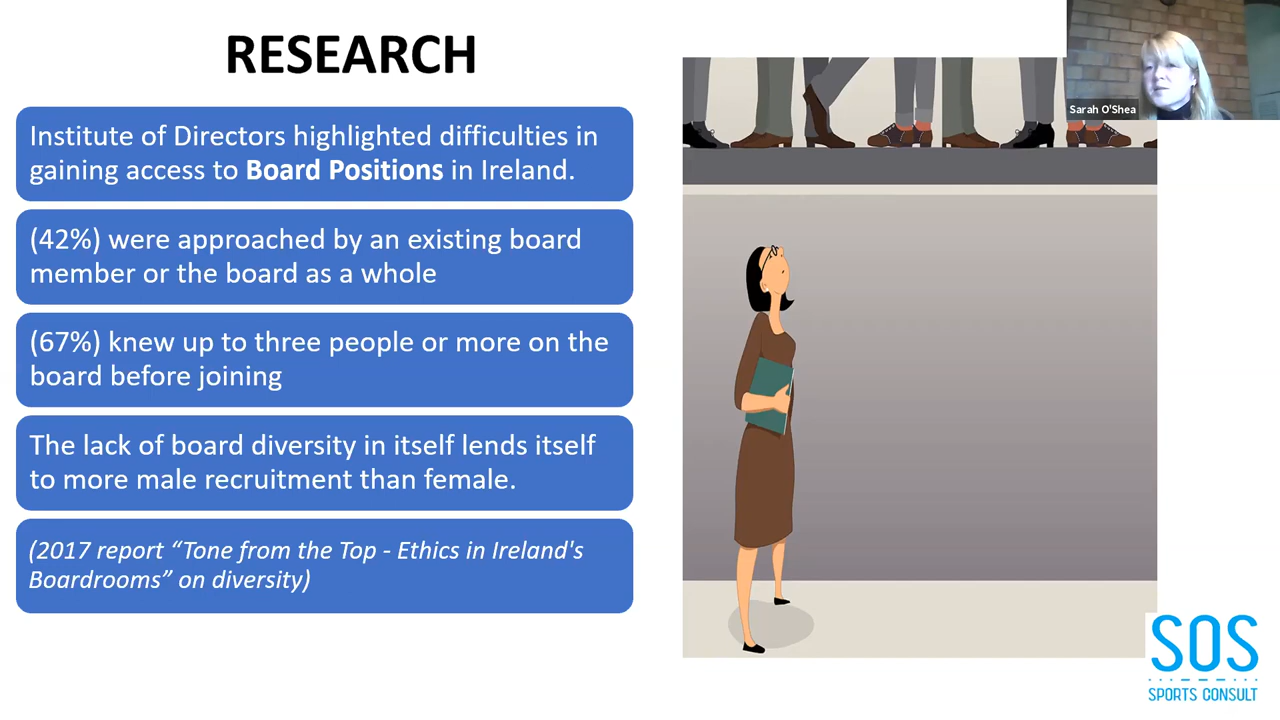 RESEARCH
Institute of Directors highlighted difficulties in
gaining access to Board Positions in Ireland.
(42%) were approached by an existing board
member or the board as a whole
(67%) knew up to three people or more on the
board before joining
The lack of board diversity in itself lends itself
to more male recruitment than female.
(2017 report “Tone from the Top - Ethics in Ireland's
Boardrooms” on diversity)
Sarah O'Shea
SOS
SPORTS CONSULT